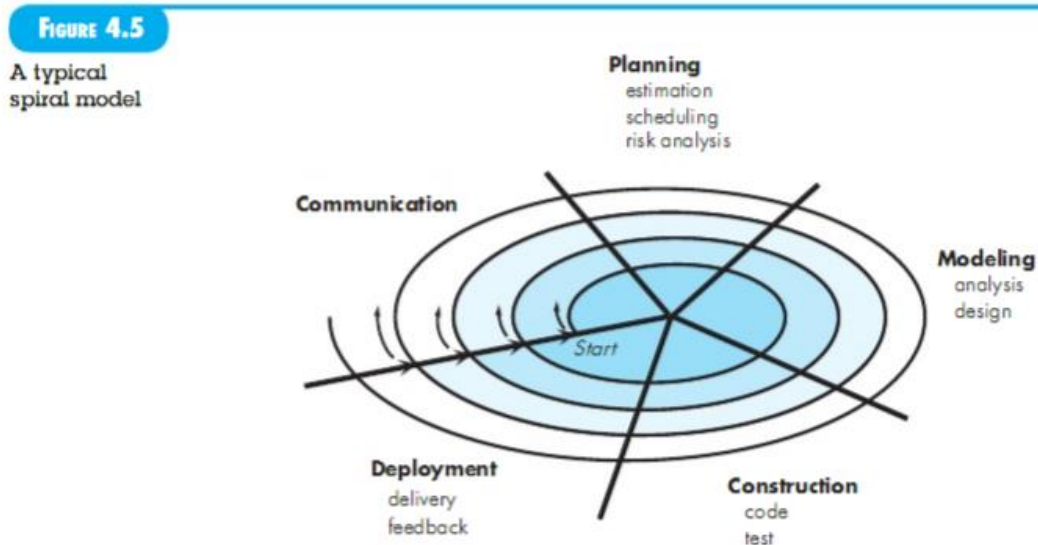 FIGURE 4.5
A typical
spiral model
Planning
estimation
scheduling
risk analysis
Communication
Modeling
analysis
design
Start
Deployment
delivery
feedback
Construction
code
test